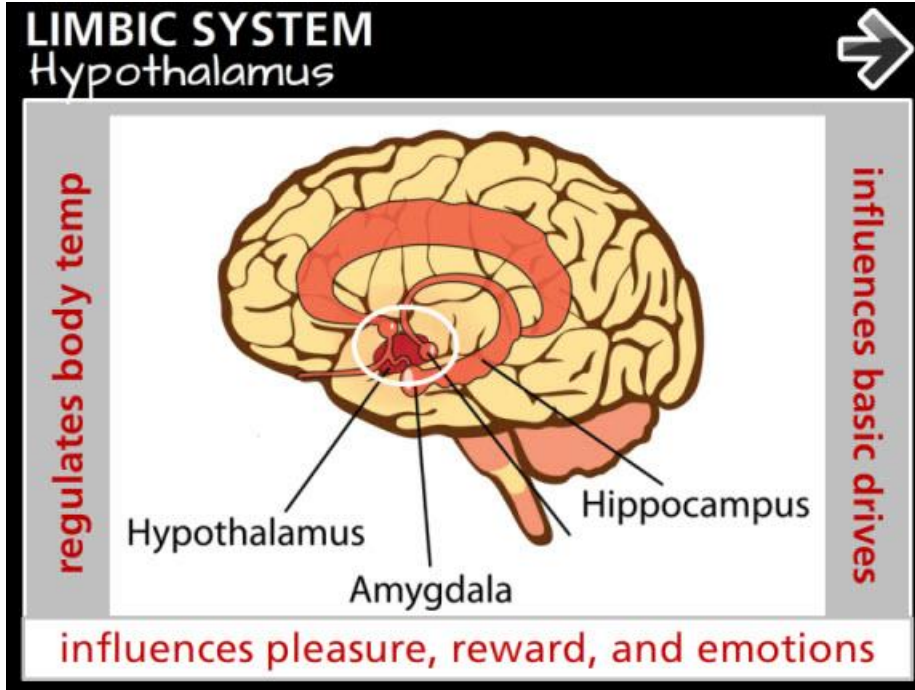 LIMBIC SYSTEM
Hypothalamus
regulates body temp
influences basic drives
Hypothalamus
Amygdala
Hippocampus
influences pleasure, reward, and emotions